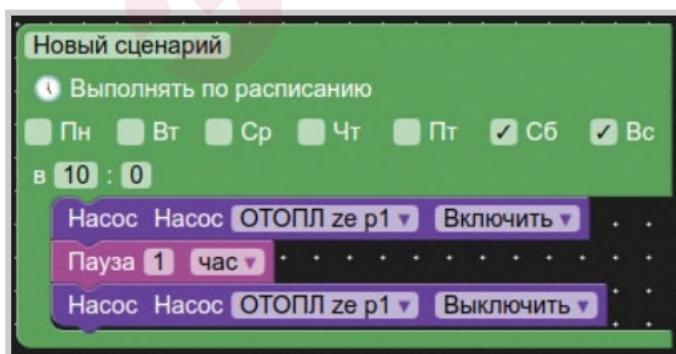 Новый сценарий
Выполнять по расписанию
Пн Вт Ср Чт Пт ✓ Сб ✓ Вс
в 10 : 0
Насос Насос ОТОПЛ ze p1 ▾ Включить ▾
Пауза 1 час ▾
Насос Насос ОТОПЛ ze p1 ▾ Выключить ▾